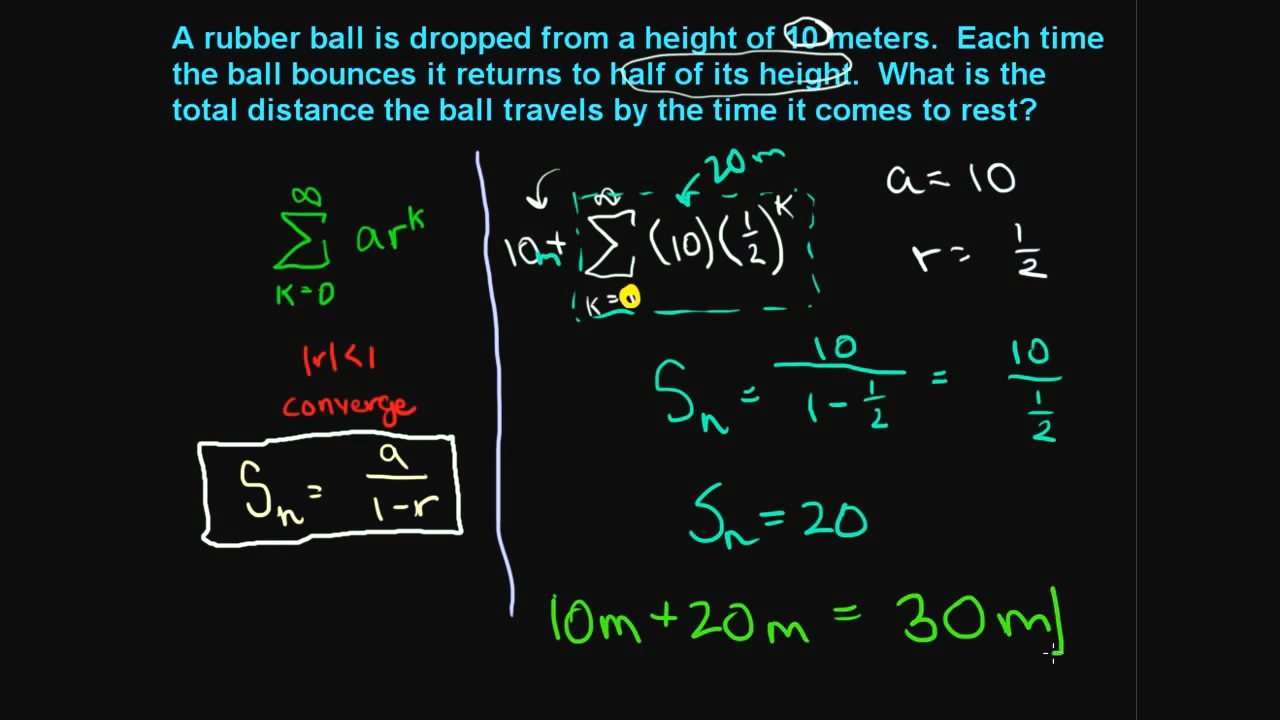 A rubber ball is dropped from a height of 10 meters. Each time
the ball bounces it returns to half of its height. What is the
total distance the ball travels by the time it comes to rest?
∞
∑ ar^k
K=0
|r|<1
converge
S_n = a/(1-r)
20m
10m + ∞
∑ (10)(1/2)^K
K=0
a = 10
r = 1/2
S_n = 10/(1-1/2) = 10/(1/2)
S_n = 20
10m + 20m = 30m